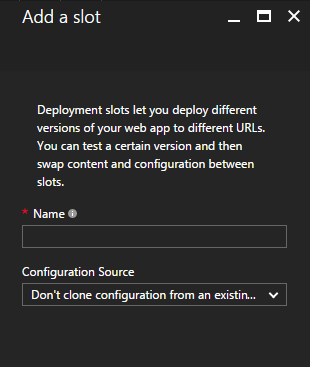 Add a slot
Deployment slots let you deploy different
versions of your web app to different URLs.
You can test a certain version and then
swap content and configuration between
slots.
* Name
Configuration Source
Don't clone configuration from an existin...